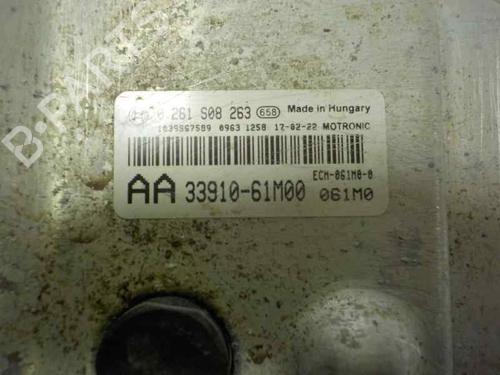 0 261 S08 263 658 Made in Hungary
1039S67589 0963 1258 17-02-22 MOTRONIC
ECM-061M0-0
AA 33910-61M00 061M0
B-PARTS